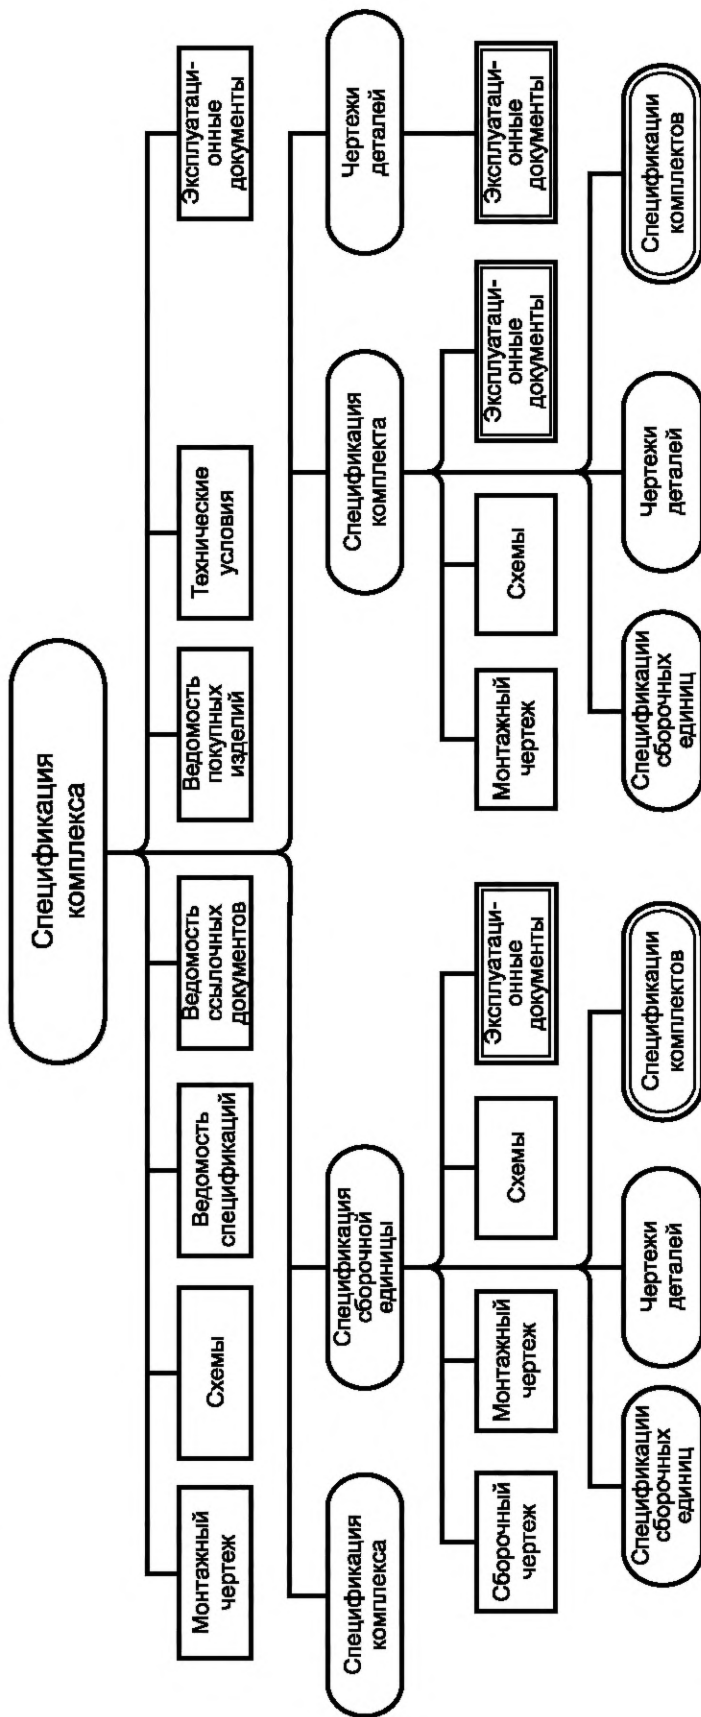 Спецификация
комплекса
Монтажный
чертеж
Схемы
Ведомость
спецификаций
Ведомость
ссылочных
документов
Ведомость
покупных
изделий
Технические
условия
Эксплуатаци-
онные
документы
Спецификация
комплекса
Спецификация
сборочной
единицы
Спецификация
комплекта
Чертежи
деталей
Сборочный
чертеж
Монтажный
чертеж
Схемы
Эксплуатаци-
онные
документы
Монтажный
чертеж
Схемы
Эксплуатаци-
онные
документы
Эксплуатаци-
онные
документы
Спецификации
сборочных
единиц
Чертежи
деталей
Спецификации
комплектов
Спецификации
сборочных
единиц
Чертежи
деталей
Спецификации
комплектов